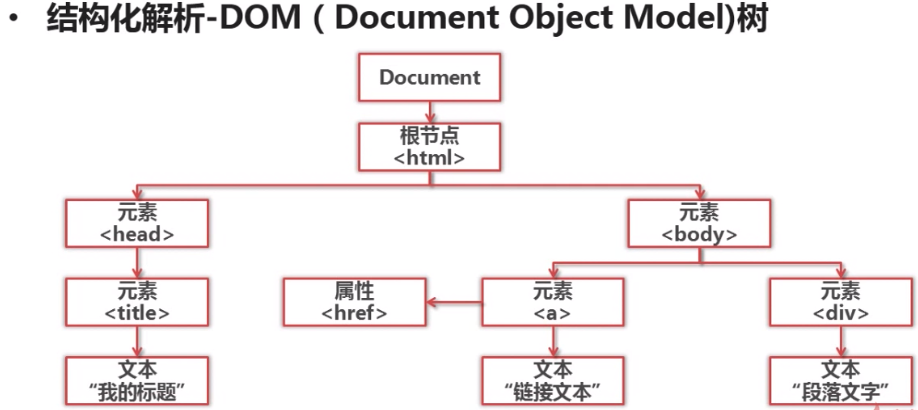 • 结构化解析-DOM（Document Object Model)树
Document
根节点
<html>
元素
<head>
元素
<body>
元素
<title>
属性
<href>
元素
<a>
元素
<div>
文本
“我的标题”
文本
“链接文本”
文本
“段落文字”